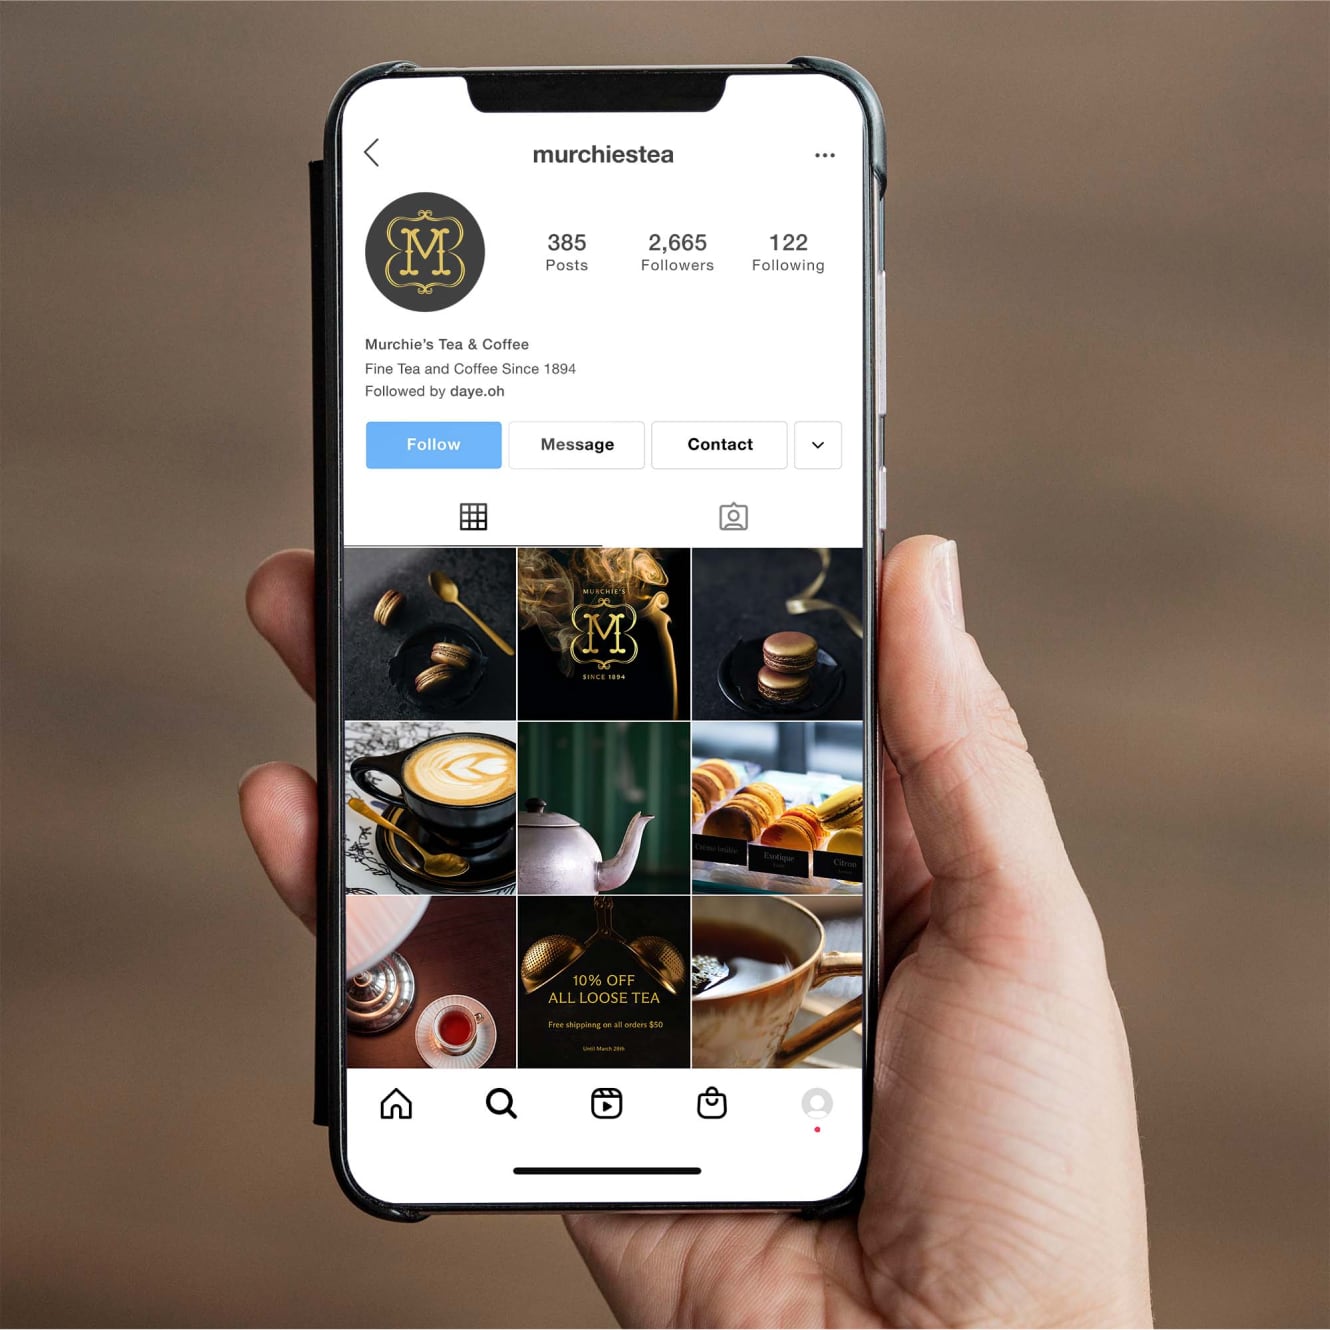 murchiestea
M
385
Posts
2,665
Followers
122
Following
Murchie's Tea & Coffee
Fine Tea and Coffee Since 1894
Followed by daye.oh
Follow
Message
Contact
MURCHIE'S
M
SINCE 1894
Crème brûlée
Exotique
Citron
10% OFF
ALL LOOSE TEA
Free shippinng on all orders $50
Until March 28th